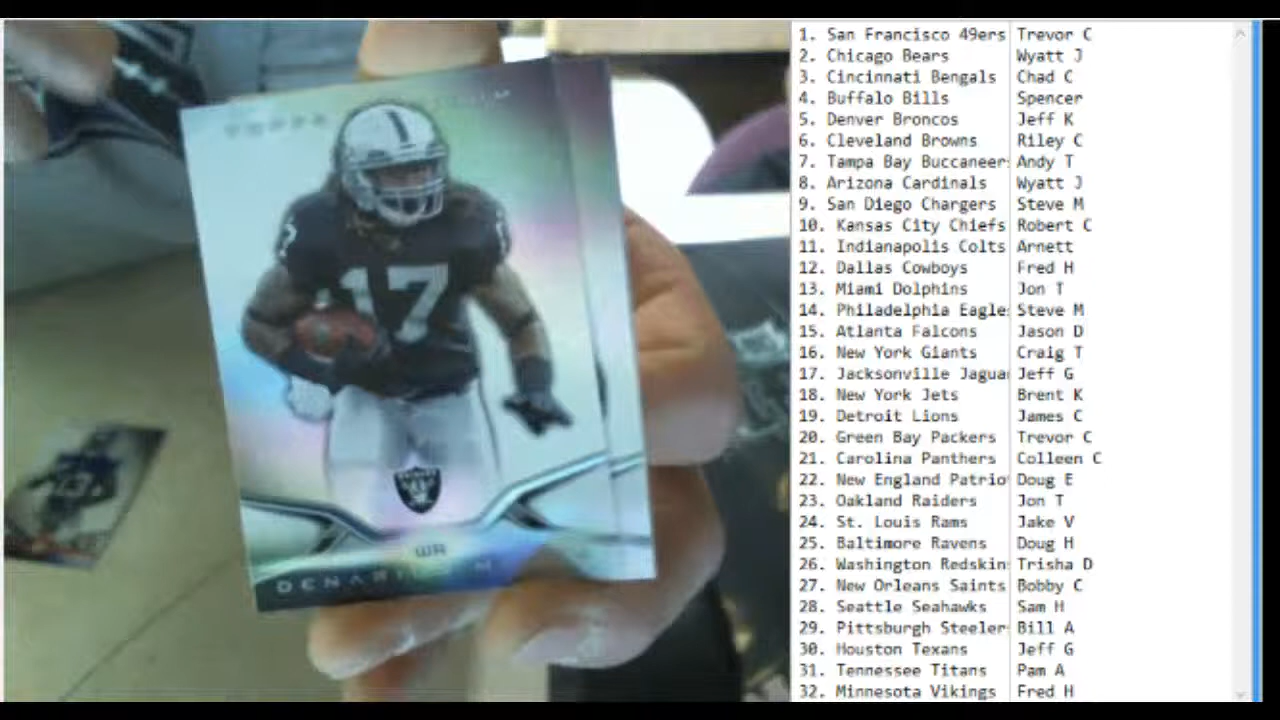 17
WR
1. San Francisco 49ers Trevor C
2. Chicago Bears Wyatt J
3. Cincinnati Bengals Chad C
4. Buffalo Bills Spencer
5. Denver Broncos Jeff K
6. Cleveland Browns Riley C
7. Tampa Bay Buccaneer Andy T
8. Arizona Cardinals Wyatt J
9. San Diego Chargers Steve M
10. Kansas City Chiefs Robert C
11. Indianapolis Colts Arnett
12. Dallas Cowboys Fred H
13. Miami Dolphins Jon T
14. Philadelphia Eagle Steve M
15. Atlanta Falcons Jason D
16. New York Giants Craig T
17. Jacksonville Jagua Jeff G
18. New York Jets Brent K
19. Detroit Lions James C
20. Green Bay Packers Trevor C
21. Carolina Panthers Colleen C
22. New England Patrio Doug E
23. Oakland Raiders Jon T
24. St. Louis Rams Jake V
25. Baltimore Ravens Doug H
26. Washington Redskin Trisha D
27. New Orleans Saints Bobby C
28. Seattle Seahawks Sam H
29. Pittsburgh Steeler Bill A
30. Houston Texans Jeff G
31. Tennessee Titans Pam A
32. Minnesota Vikings Fred H